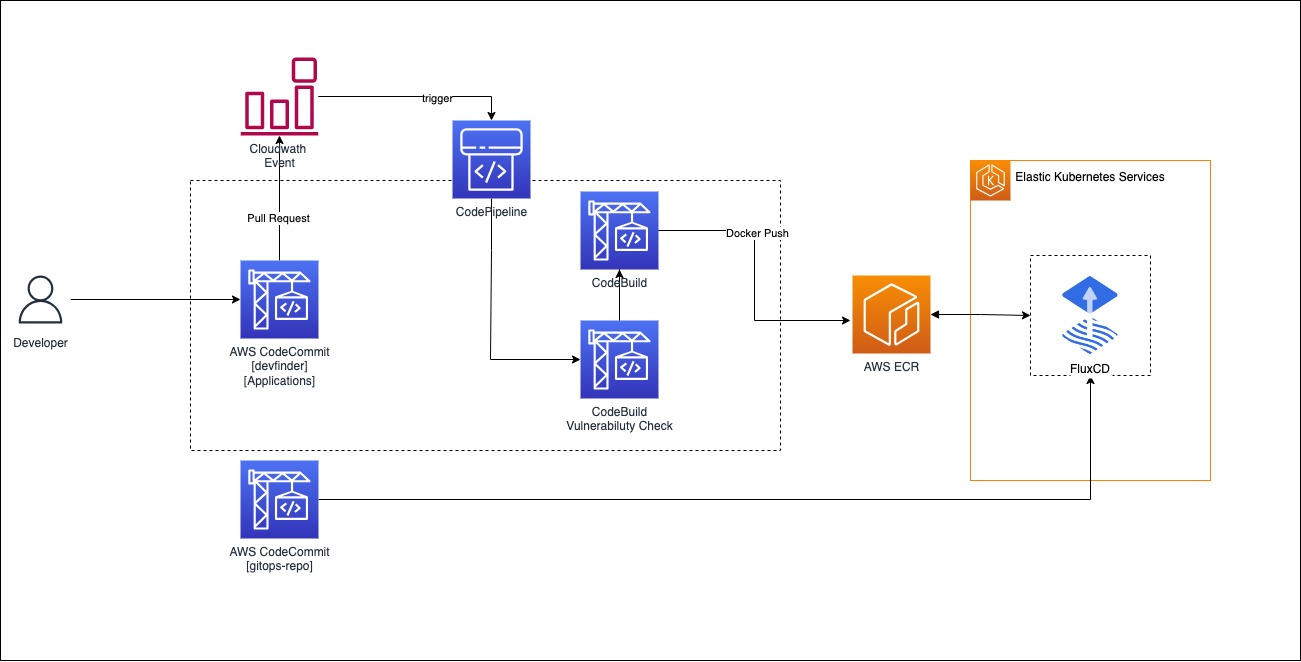 trigger
Cloudwath
Event
Pull Request
CodePipeline
Elastic Kubernetes Services
K
CodeBuild
Docker Push
Developer
AWS CodeCommit
[devfinder]
[Applications]
AWS ECR
FluxCD
CodeBuild
Vulnerabiluty Check
AWS CodeCommit
[gitops-repo]